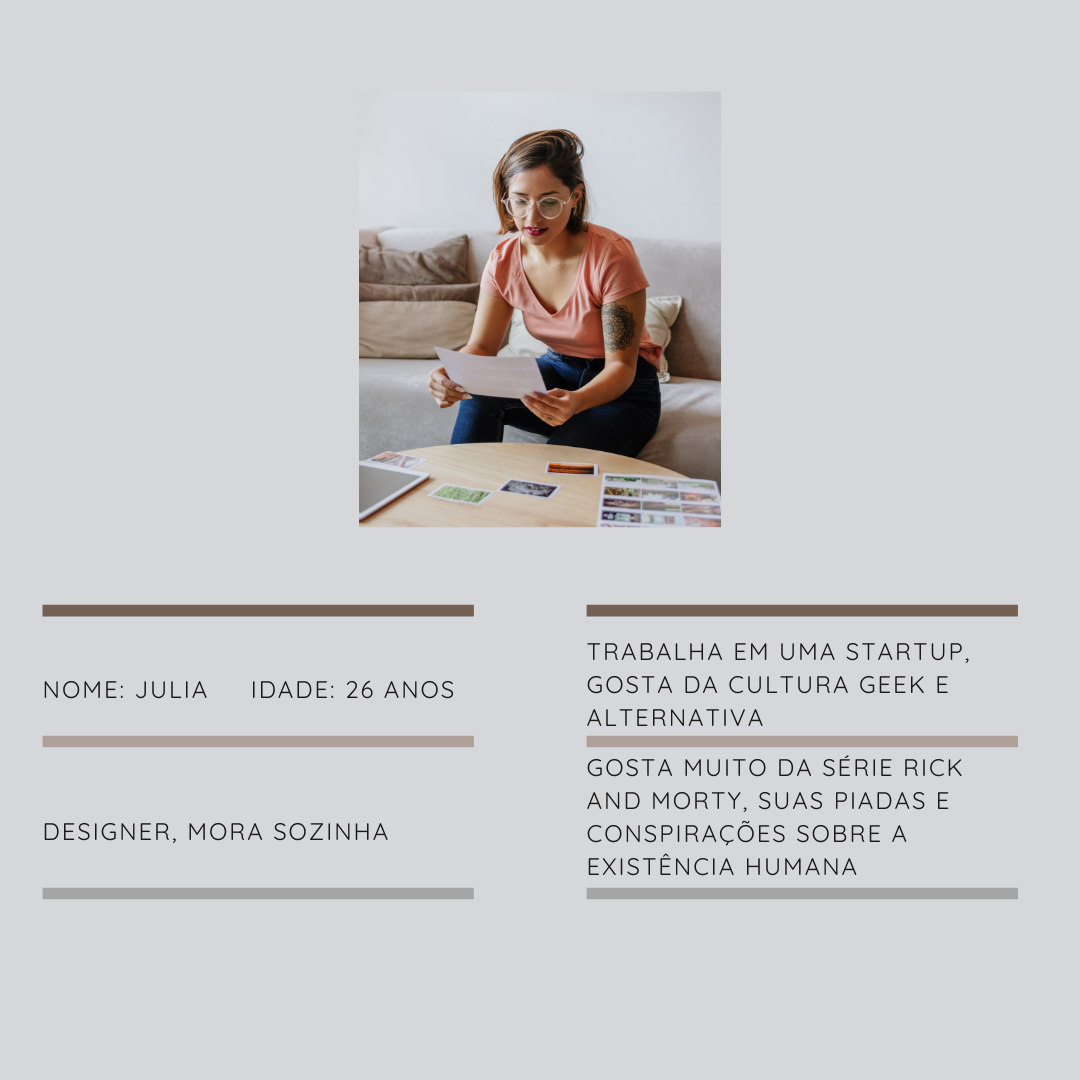 NOME: JULIA IDADE: 26 ANOS
DESIGNER, MORA SOZINHA
TRABALHA EM UMA STARTUP,
GOSTA DA CULTURA GEEK E
ALTERNATIVA
GOSTA MUITO DA SÉRIE RICK
AND MORTY, SUAS PIADAS E
CONSPIRAÇÕES SOBRE A
EXISTÊNCIA HUMANA